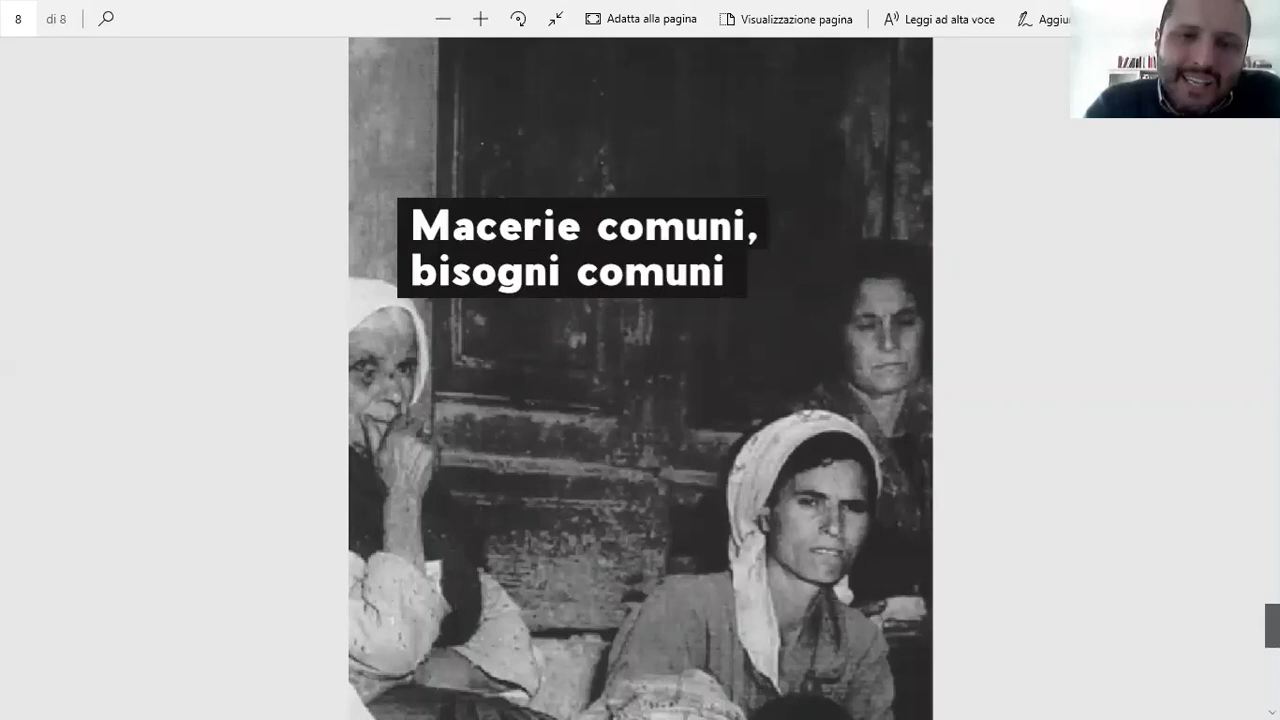 8 di 8 Adatta alla pagina Visualizzazione pagina Leggi ad alta voce
Macerie comuni,
bisogni comuni